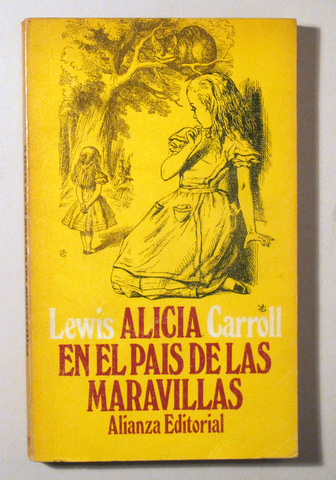 Lewis ALICIA Carroll
EN EL PAIS DE LAS
MARAVILLAS
Alianza Editorial